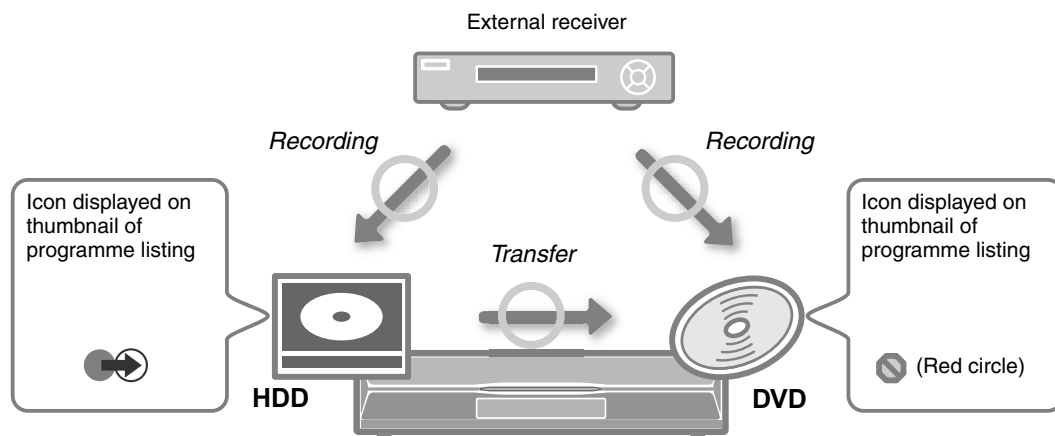 External receiver
Recording
Recording
Icon displayed on
thumbnail of
programme listing
Icon displayed on
thumbnail of
programme listing
Transfer
(Red circle)
HDD
DVD